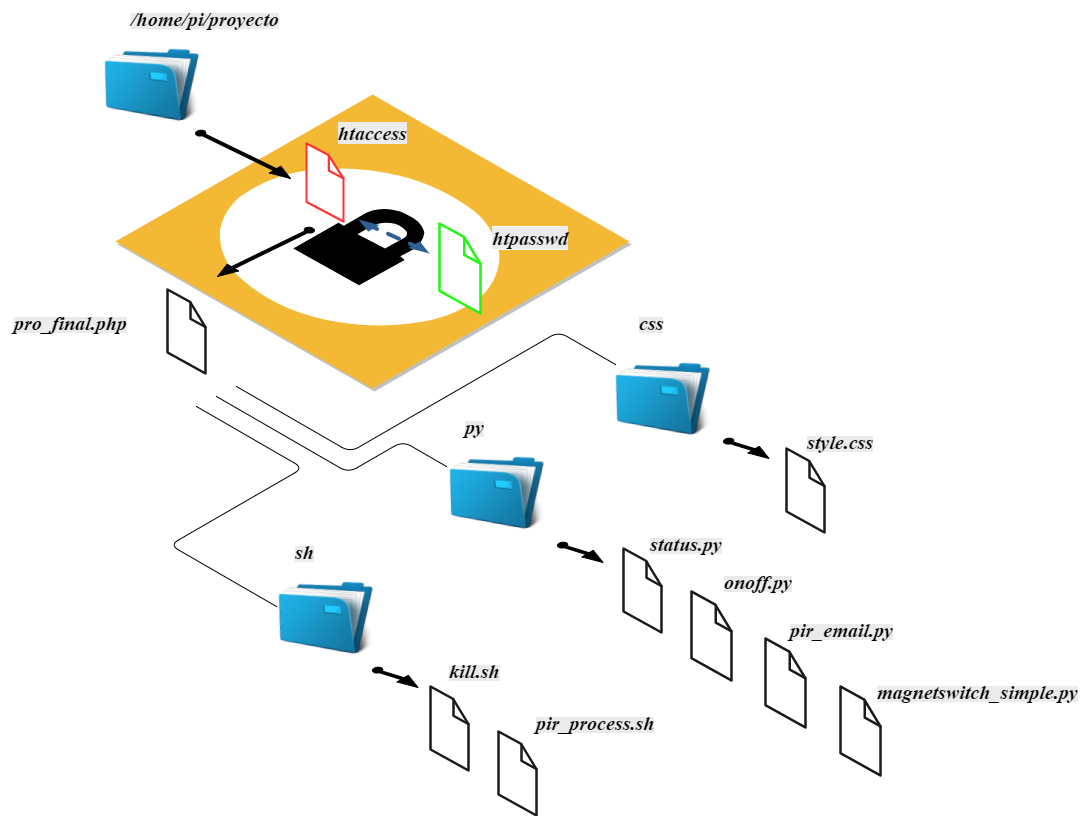 /home/pi/proyecto
htaccess
htpasswd
pro_final.php
css
style.css
py
status.py
onoff.py
pir_email.py
magnetswitch_simple.py
sh
kill.sh
pir_process.sh